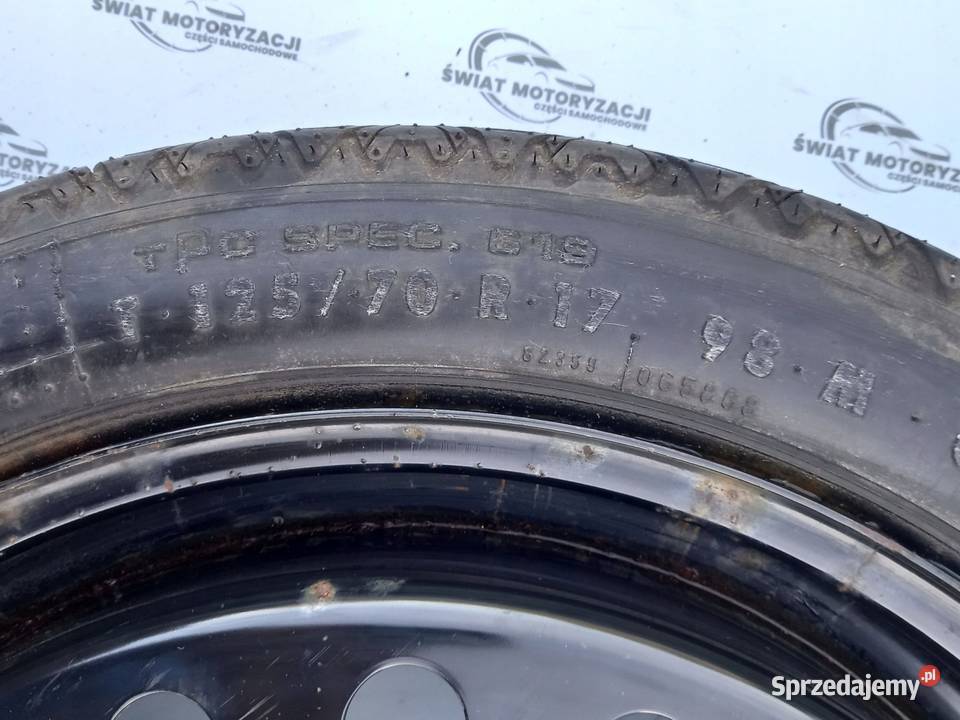 ŚWIAT MOTORYZACJI
CZĘŚCI SAMOCHODOWE
ŚWIAT MOTORYZACJI
CZĘŚCI SAMOCHODOWE
ŚWIAT MOTORYZACJI
CZĘŚCI SAMOCHODOWE
TPC SPEC. 61S
T 125/70 R 17 98 M
Sprzedajemy.pl